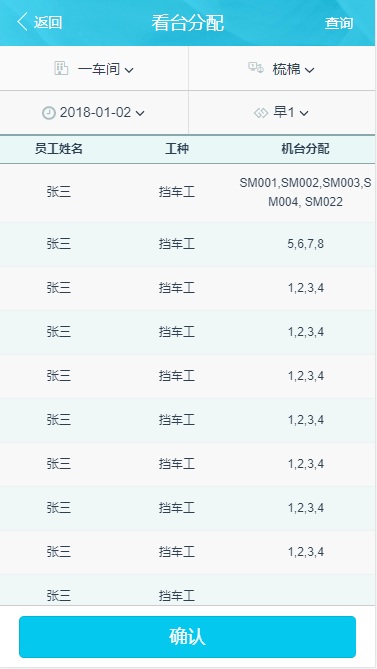 返回 看台分配 查询
一车间 梳棉
2018-01-02 早1
员工姓名 工种 机台分配
张三 挡车工 SM001,SM002,SM003,S
M004, SM022
张三 挡车工 5,6,7,8
张三 挡车工 1,2,3,4
张三 挡车工 1,2,3,4
张三 挡车工 1,2,3,4
张三 挡车工 1,2,3,4
张三 挡车工 1,2,3,4
张三 挡车工 1,2,3,4
张三 挡车工 1,2,3,4
张三 挡车工
确认